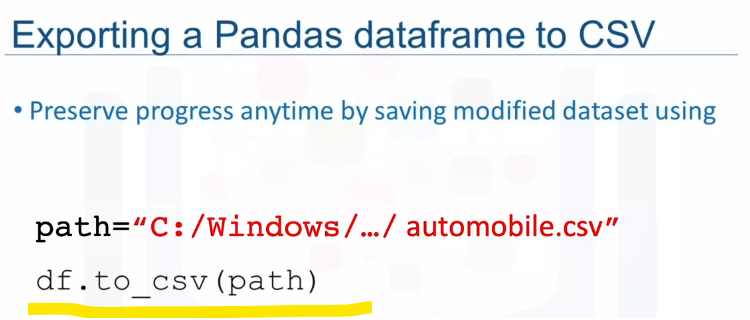 Exporting a Pandas dataframe to CSV
• Preserve progress anytime by saving modified dataset using
path=“C:/Windows/…/ automobile.csv”
df.to_csv(path)